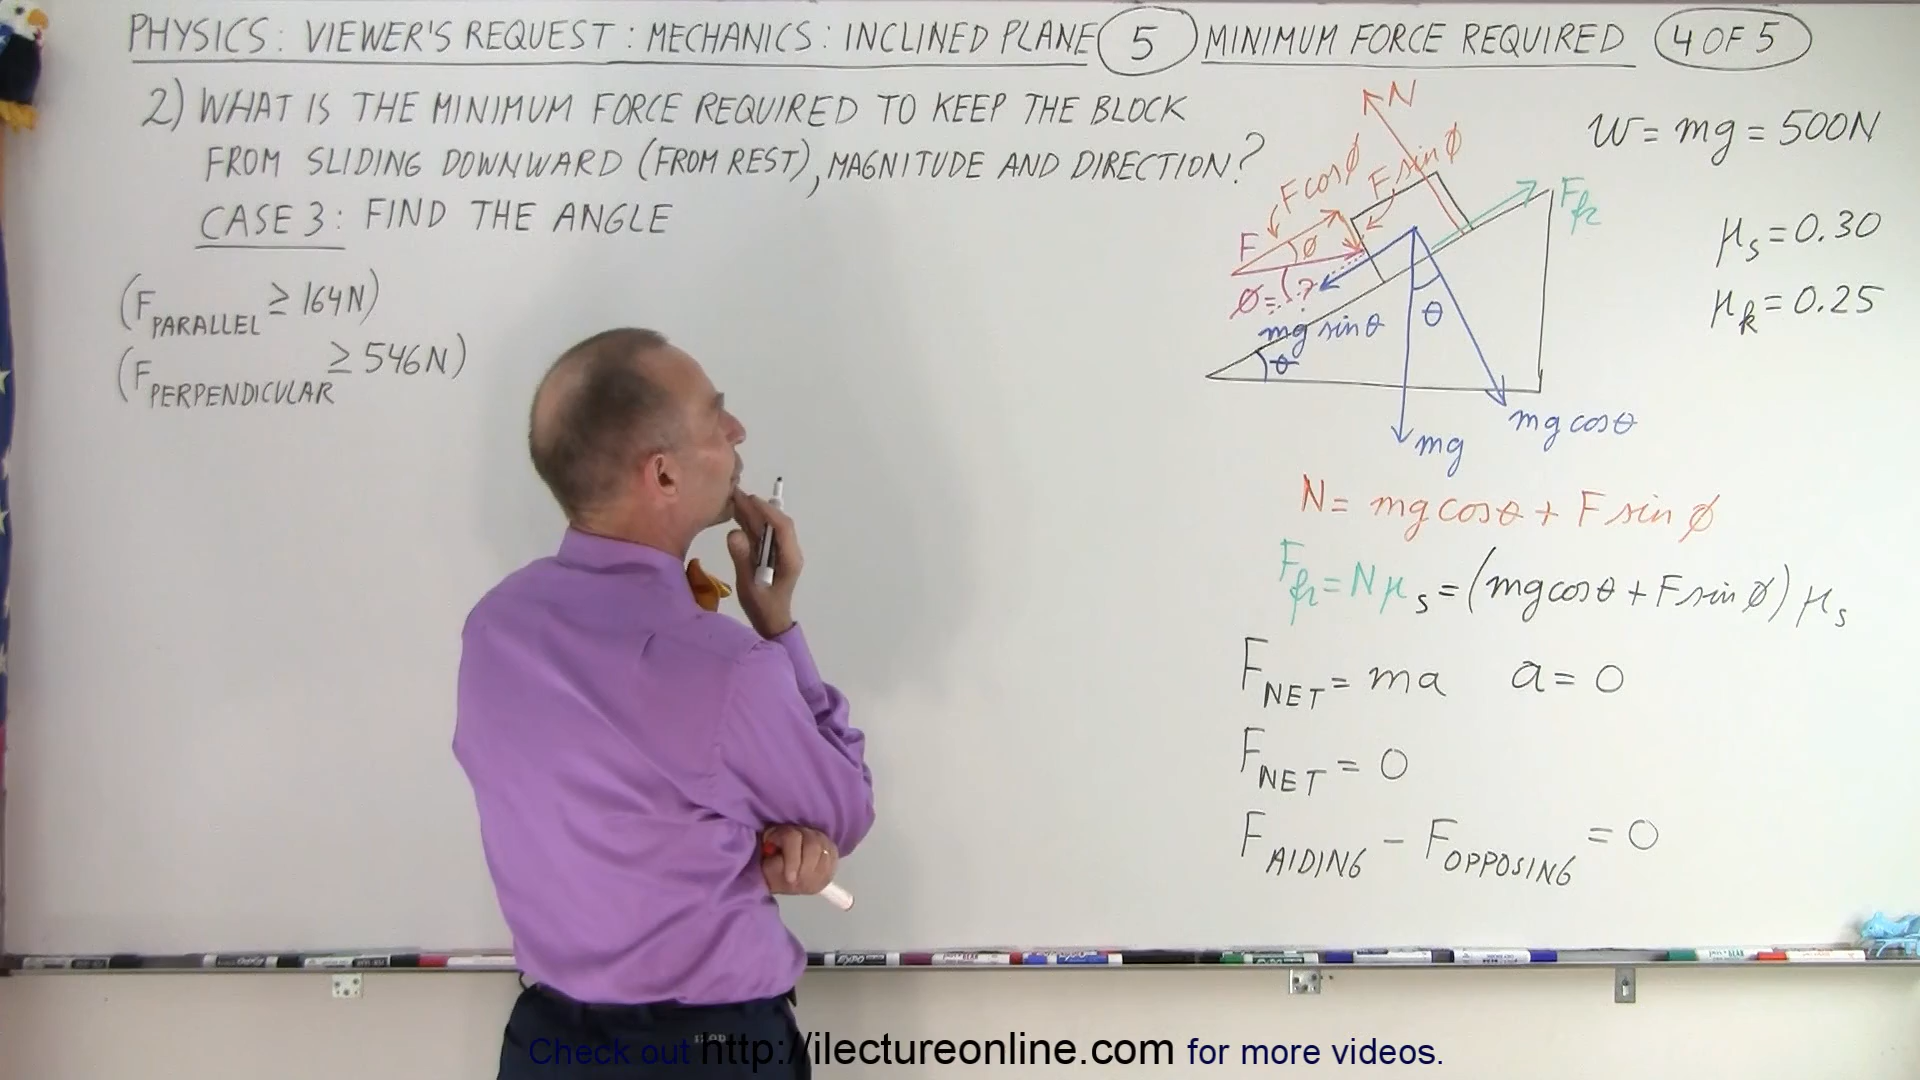 PHYSICS: VIEWER'S REQUEST: MECHANICS: INCLINED PLANE 5 MINIMUM FORCE REQUIRED 4 OF 5
2) WHAT IS THE MINIMUM FORCE REQUIRED TO KEEP THE BLOCK
FROM SLIDING DOWNWARD (FROM REST), MAGNITUDE AND DIRECTION?
CASE 3: FIND THE ANGLE
(F PARALLEL ≥ 164N)
(F PERPENDICULAR ≥ 546N)
N
F cos ø
F sin ø
F
ø
ø = ?
F fr
mg sin θ
θ
θ
mg cos θ
mg
W = mg = 500N
μs = 0.30
μk = 0.25
N = mg cos θ + F sin ø
F fr = N μs = (mg cos θ + F sin ø) μs
F NET = ma a = 0
F NET = 0
F AIDING - F OPPOSING = 0
EXPO
IZOD
Check out http://ilectureonline.com for more videos.